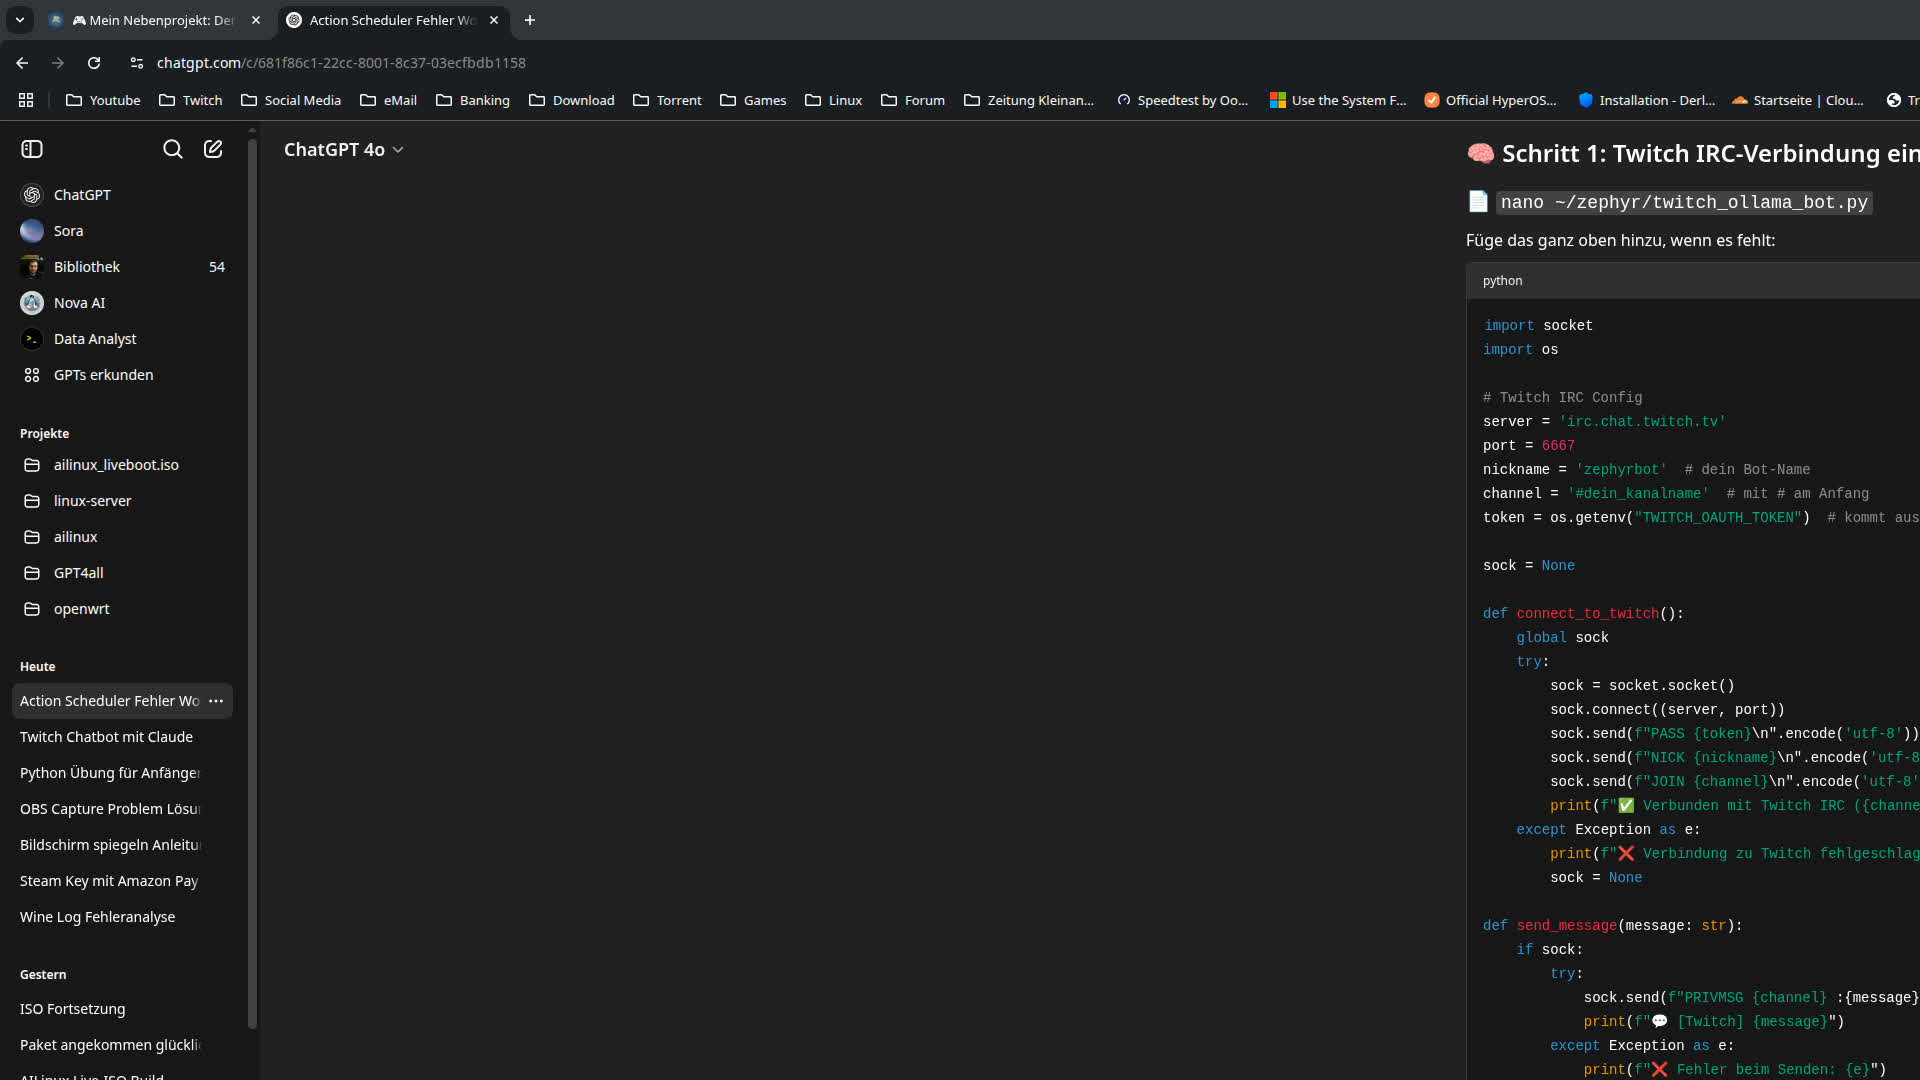 🎮 Mein Nebenprojekt: Der
Action Scheduler Fehler Wo
chatgpt.com/c/681f86c1-22cc-8001-8c37-03ecfbdb1158
Youtube Twitch Social Media eMail Banking Download Torrent Games Linux Forum Zeitung Kleinan... Speedtest by Oo... Use the System F... Official HyperOS... Installation - Derl... Startseite | Clou... Tr
ChatGPT
Sora
Bibliothek 54
Nova AI
Data Analyst
GPTs erkunden
Projekte
ailinux_liveboot.iso
linux-server
ailinux
GPT4all
openwrt
Heute
Action Scheduler Fehler Wo ...
Twitch Chatbot mit Claude
Python Übung für Anfänger
OBS Capture Problem Lösu
Bildschirm spiegeln Anleitu
Steam Key mit Amazon Pay
Wine Log Fehleranalyse
Gestern
ISO Fortsetzung
Paket angekommen glückli
AILinux Live ISO Build
ChatGPT 4o
🧠 Schritt 1: Twitch IRC-Verbindung ein
📄 nano ~/zephyr/twitch_ollama_bot.py
Füge das ganz oben hinzu, wenn es fehlt:
python
import socket
import os
# Twitch IRC Config
server = 'irc.chat.twitch.tv'
port = 6667
nickname = 'zephyrbot'  # dein Bot-Name
channel = '#dein_kanalname'  # mit # am Anfang
token = os.getenv("TWITCH_OAUTH_TOKEN")  # kommt aus
sock = None
def connect_to_twitch():
    global sock
    try:
        sock = socket.socket()
        sock.connect((server, port))
        sock.send(f"PASS {token}\n".encode('utf-8'))
        sock.send(f"NICK {nickname}\n".encode('utf-8
        sock.send(f"JOIN {channel}\n".encode('utf-8'
        print(f"✅ Verbunden mit Twitch IRC ({channe
    except Exception as e:
        print(f"❌ Verbindung zu Twitch fehlgeschlag
        sock = None
def send_message(message: str):
    if sock:
        try:
            sock.send(f"PRIVMSG {channel} :{message}
            print(f"💬 [Twitch] {message}")
        except Exception as e:
            print(f"❌ Fehler beim Senden: {e}")